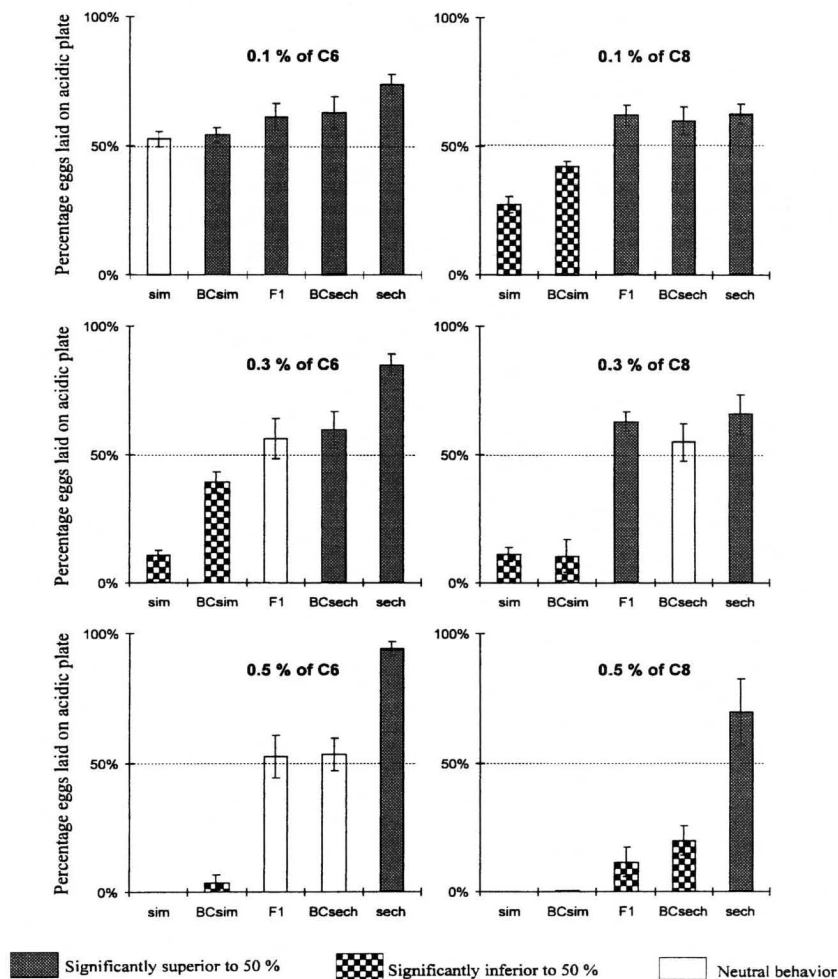 Percentage eggs laid on acidic plate
100%
50%
0%
0.1 % of C6
sim BCsim F1 BCsech sech
100%
50%
0%
0.1 % of C8
sim BCsim F1 BCsech sech
Percentage eggs laid on acidic plate
100%
50%
0%
0.3 % of C6
sim BCsim F1 BCsech sech
100%
50%
0%
0.3 % of C8
sim BCsim F1 BCsech sech
Percentage eggs laid on acidic plate
100%
50%
0%
0.5 % of C6
sim BCsim F1 BCsech sech
100%
50%
0%
0.5 % of C8
sim BCsim F1 BCsech sech
Significantly superior to 50 %
Significantly inferior to 50 %
Neutral behavior